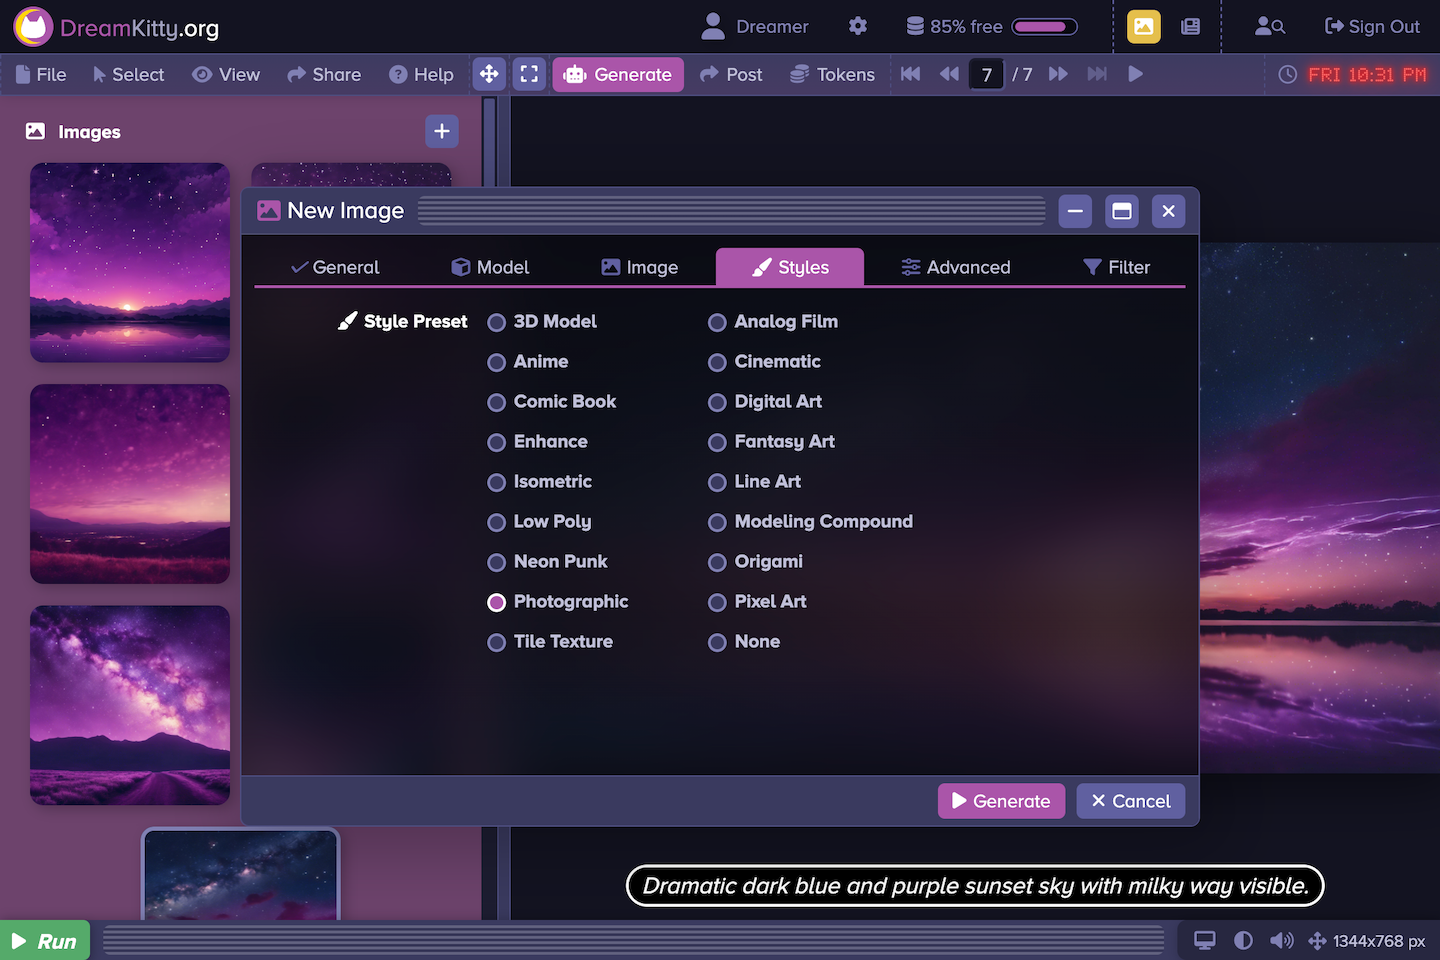 DreamKitty.org
Dreamer
85% free
Sign Out
File
Select
View
Share
Help
Generate
Post
Tokens
7 / 7
FRI 10:31 PM
Images
New Image
General
Model
Image
Styles
Advanced
Filter
Style Preset
3D Model
Analog Film
Anime
Cinematic
Comic Book
Digital Art
Enhance
Fantasy Art
Isometric
Line Art
Low Poly
Modeling Compound
Neon Punk
Origami
Photographic
Pixel Art
Tile Texture
None
Generate
Cancel
Dramatic dark blue and purple sunset sky with milky way visible.
Run
1344x768 px